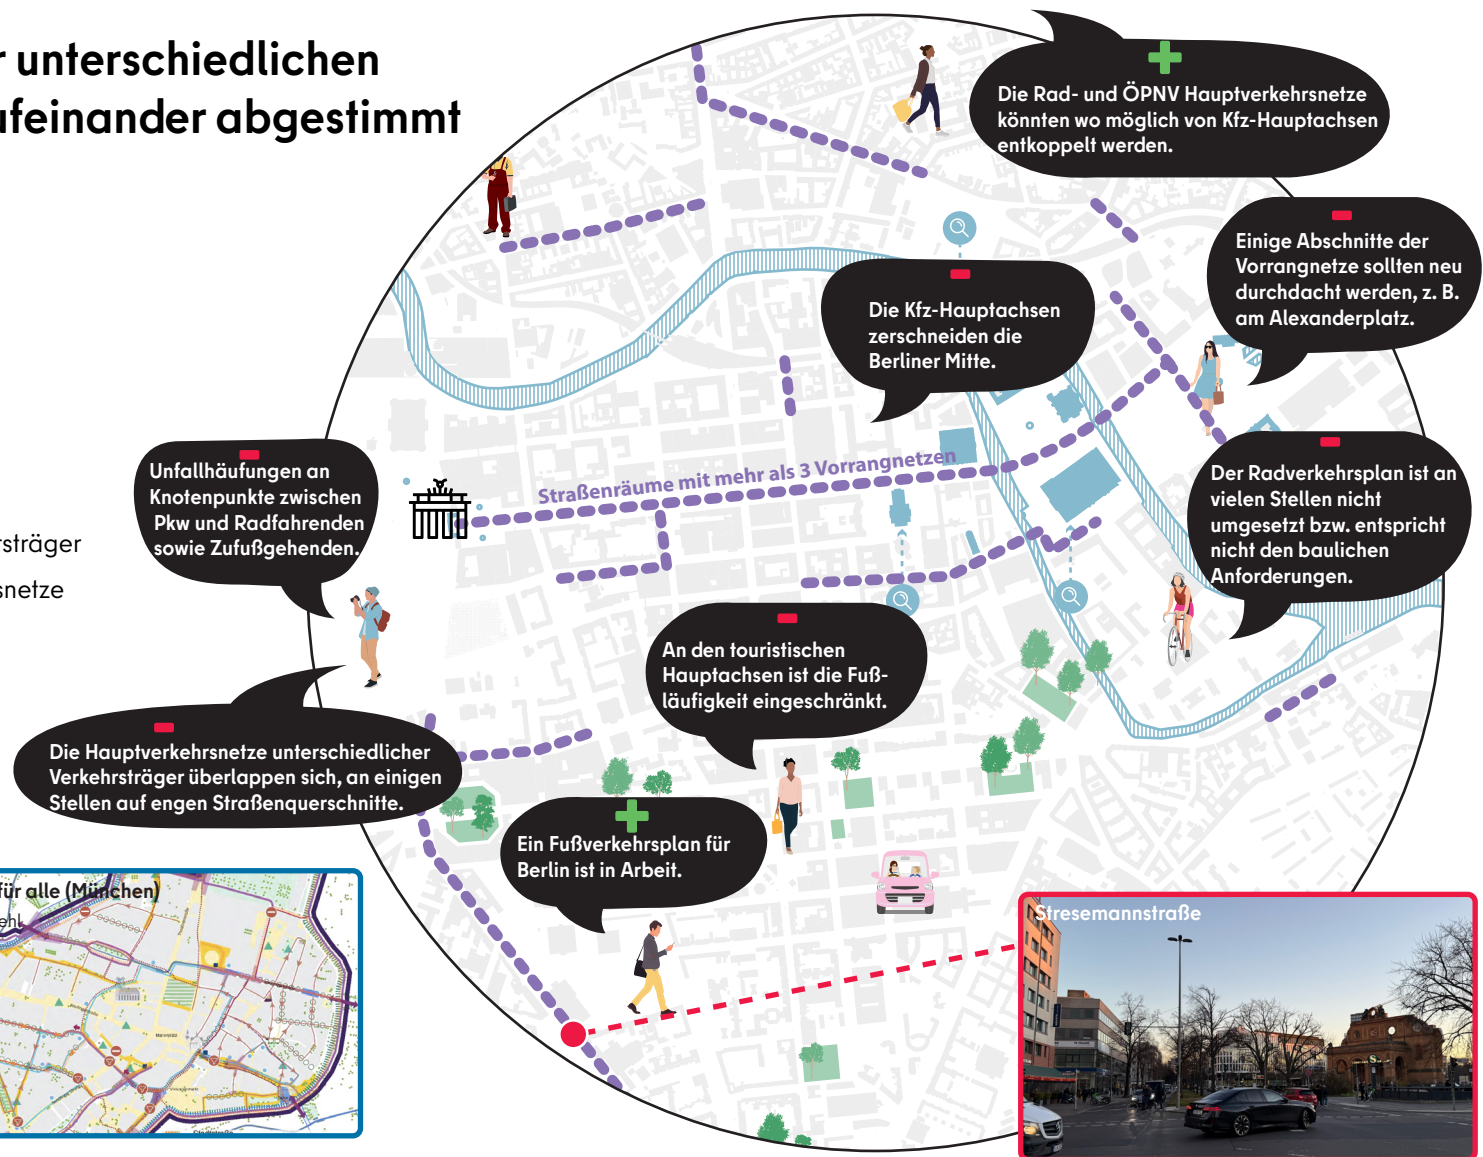 r unterschiedlichen
ufeinander abgestimmt
Die Rad- und ÖPNV Hauptverkehrsnetze
könnten wo möglich von Kfz-Hauptachsen
entkoppelt werden.
Einige Abschnitte der
Vorrangnetze sollten neu
durchdacht werden, z. B.
am Alexanderplatz.
Die Kfz-Hauptachsen
zerschneiden die
Berliner Mitte.
Unfallhäufungen an
Knotenpunkte zwischen
Pkw und Radfahrenden
sowie Zufußgehenden.
Straßenräume mit mehr als 3 Vorrangnetzen
Der Radverkehrsplan ist an
vielen Stellen nicht
umgesetzt bzw. entspricht
nicht den baulichen
Anforderungen.
rsträger
snetze
An den touristischen
Hauptachsen ist die Fuß-
läufigkeit eingeschränkt.
Die Hauptverkehrsnetze unterschiedlicher
Verkehrsträger überlappen sich, an einigen
Stellen auf engen Straßenquerschnitte.
Ein Fußverkehrsplan für
Berlin ist in Arbeit.
für alle (München)
ehl
Stresemannstraße